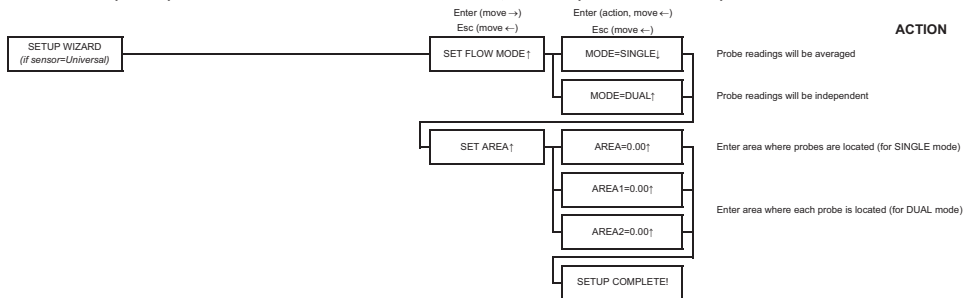 Enter (move →)
Enter (action, move ←)
Esc (move ←)
Esc (move ←)
ACTION
SETUP WIZARD
(if sensor=Universal)
SET FLOW MODE↑
MODE=SINGLE↓
Probe readings will be averaged
MODE=DUAL↑
Probe readings will be independent
SET AREA↑
AREA=0.00↑
Enter area where probes are located (for SINGLE mode)
AREA1=0.00↑
Enter area where each probe is located (for DUAL mode)
AREA2=0.00↑
SETUP COMPLETE!